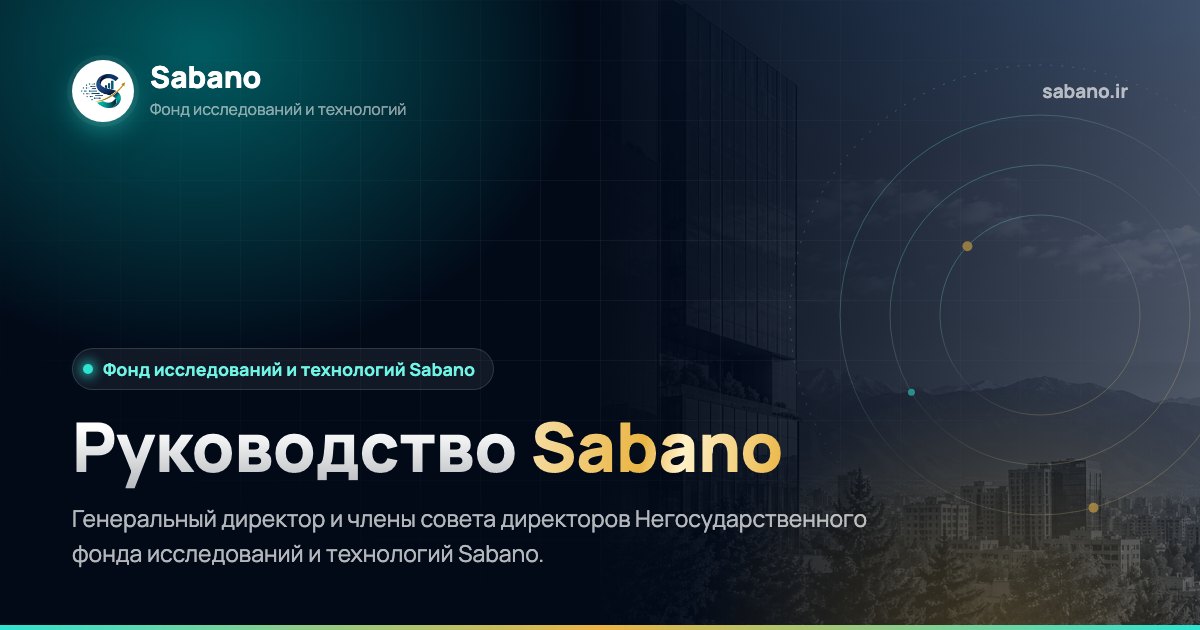 Sabano
Фонд исследований и технологий
sabano.ir
Фонд исследований и технологий Sabano
Руководство Sabano
Генеральный директор и члены совета директоров Негосударственного
фонда исследований и технологий Sabano.